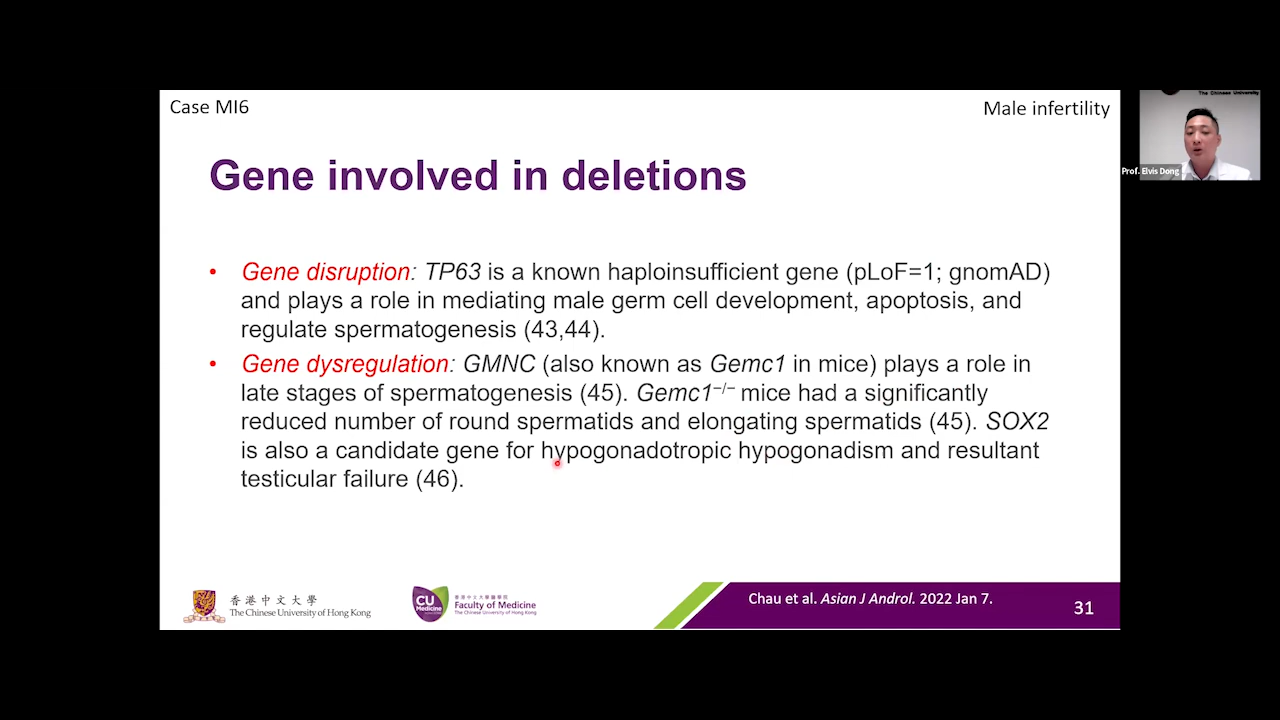 Case MI6
Male infertility
The Chinese University
Prof. Elvis Dong
Gene involved in deletions
• Gene disruption: TP63 is a known haploinsufficient gene (pLoF=1; gnomAD)
and plays a role in mediating male germ cell development, apoptosis, and
regulate spermatogenesis (43,44).
• Gene dysregulation: GMNC (also known as Gemc1 in mice) plays a role in
late stages of spermatogenesis (45). Gemc1−/− mice had a significantly
reduced number of round spermatids and elongating spermatids (45). SOX2
is also a candidate gene for hypogonadotropic hypogonadism and resultant
testicular failure (46).
香港中文大學
The Chinese University of Hong Kong
CU
Medicine
香港中文大學醫學院
Faculty of Medicine
The Chinese University of Hong Kong
Chau et al. Asian J Androl. 2022 Jan 7.
31